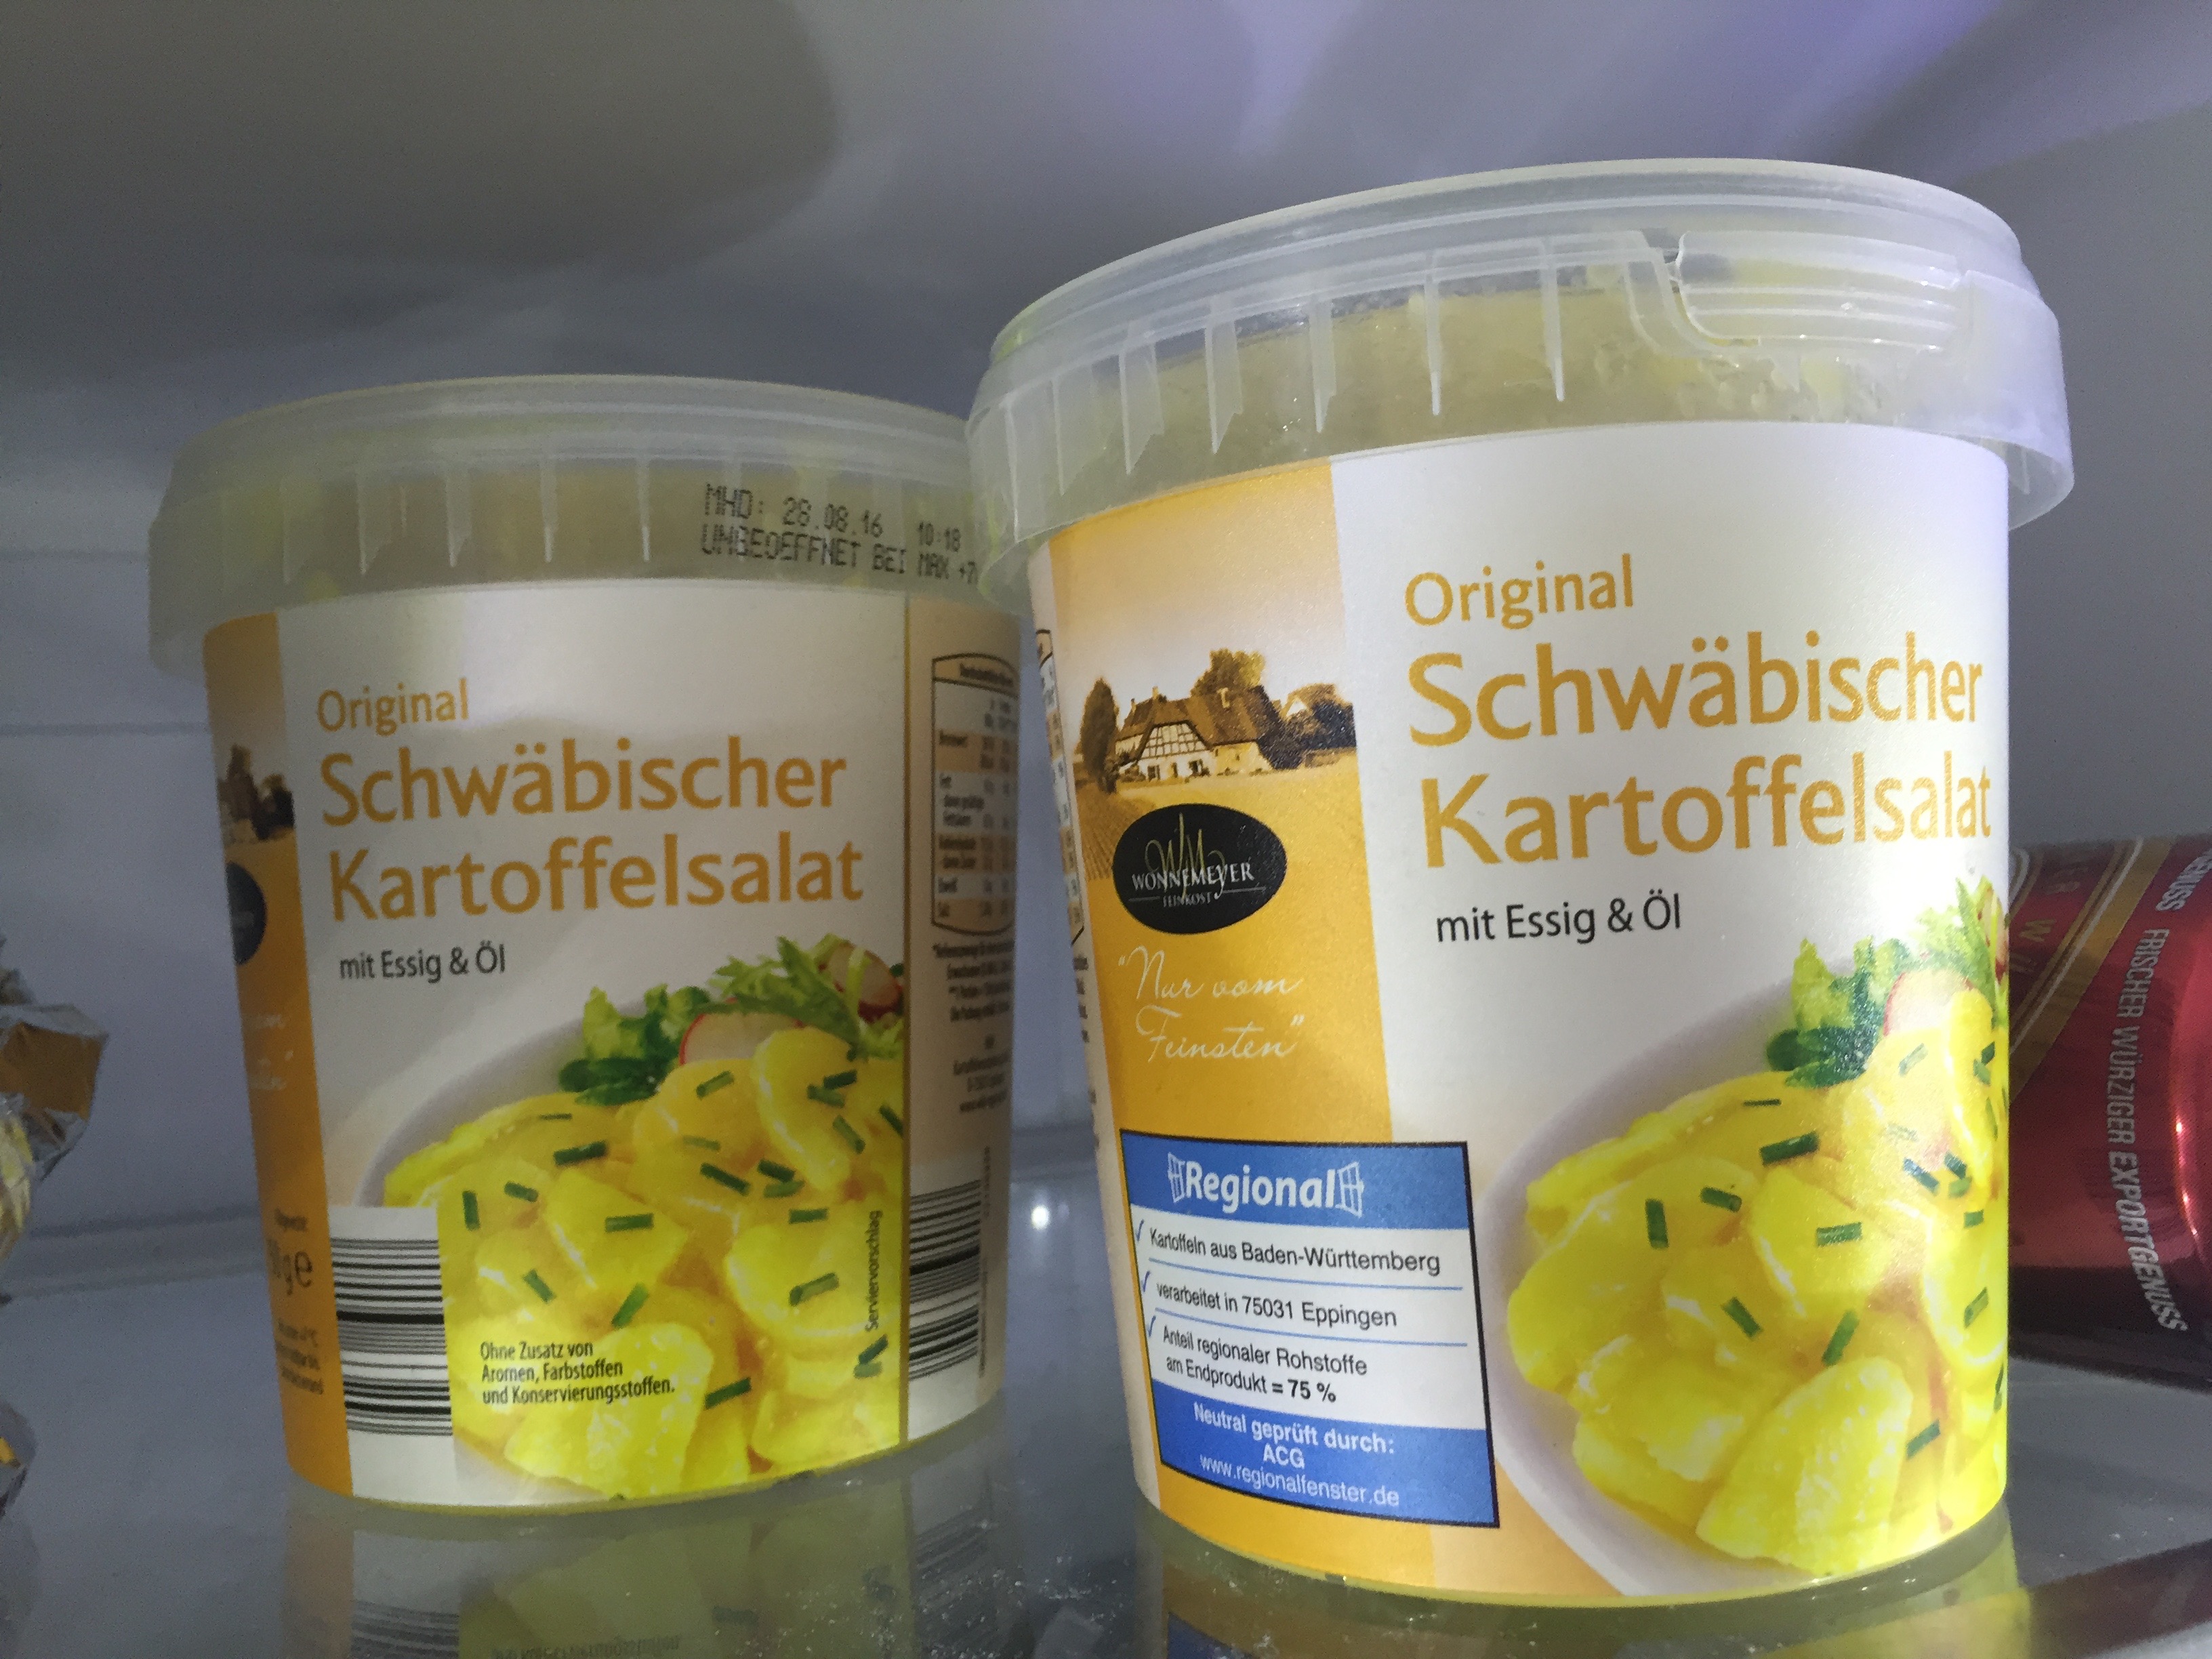 MHD: 28.08.16 10:18
UNGEOEFFNET BEI MAX +7
Original
Schwäbischer
Kartoffelsalat
mit Essig & Öl
Ohne Zusatz von
Aromen, Farbstoffen
und Konservierungsstoffen.
Serviervorschlag
Original
Schwäbischer
Kartoffelsalat
mit Essig & Öl
WONNEMEYER
FEINKOST
"Nur vom
Feinsten"
Regional
Kartoffeln aus Baden-Württemberg
verarbeitet in 75031 Eppingen
Anteil regionaler Rohstoffe
am Endprodukt = 75 %
Neutral geprüft durch:
ACG
www.regionalfenster.de
FRISCHER WÜRZIGER EXPORTGENUSS